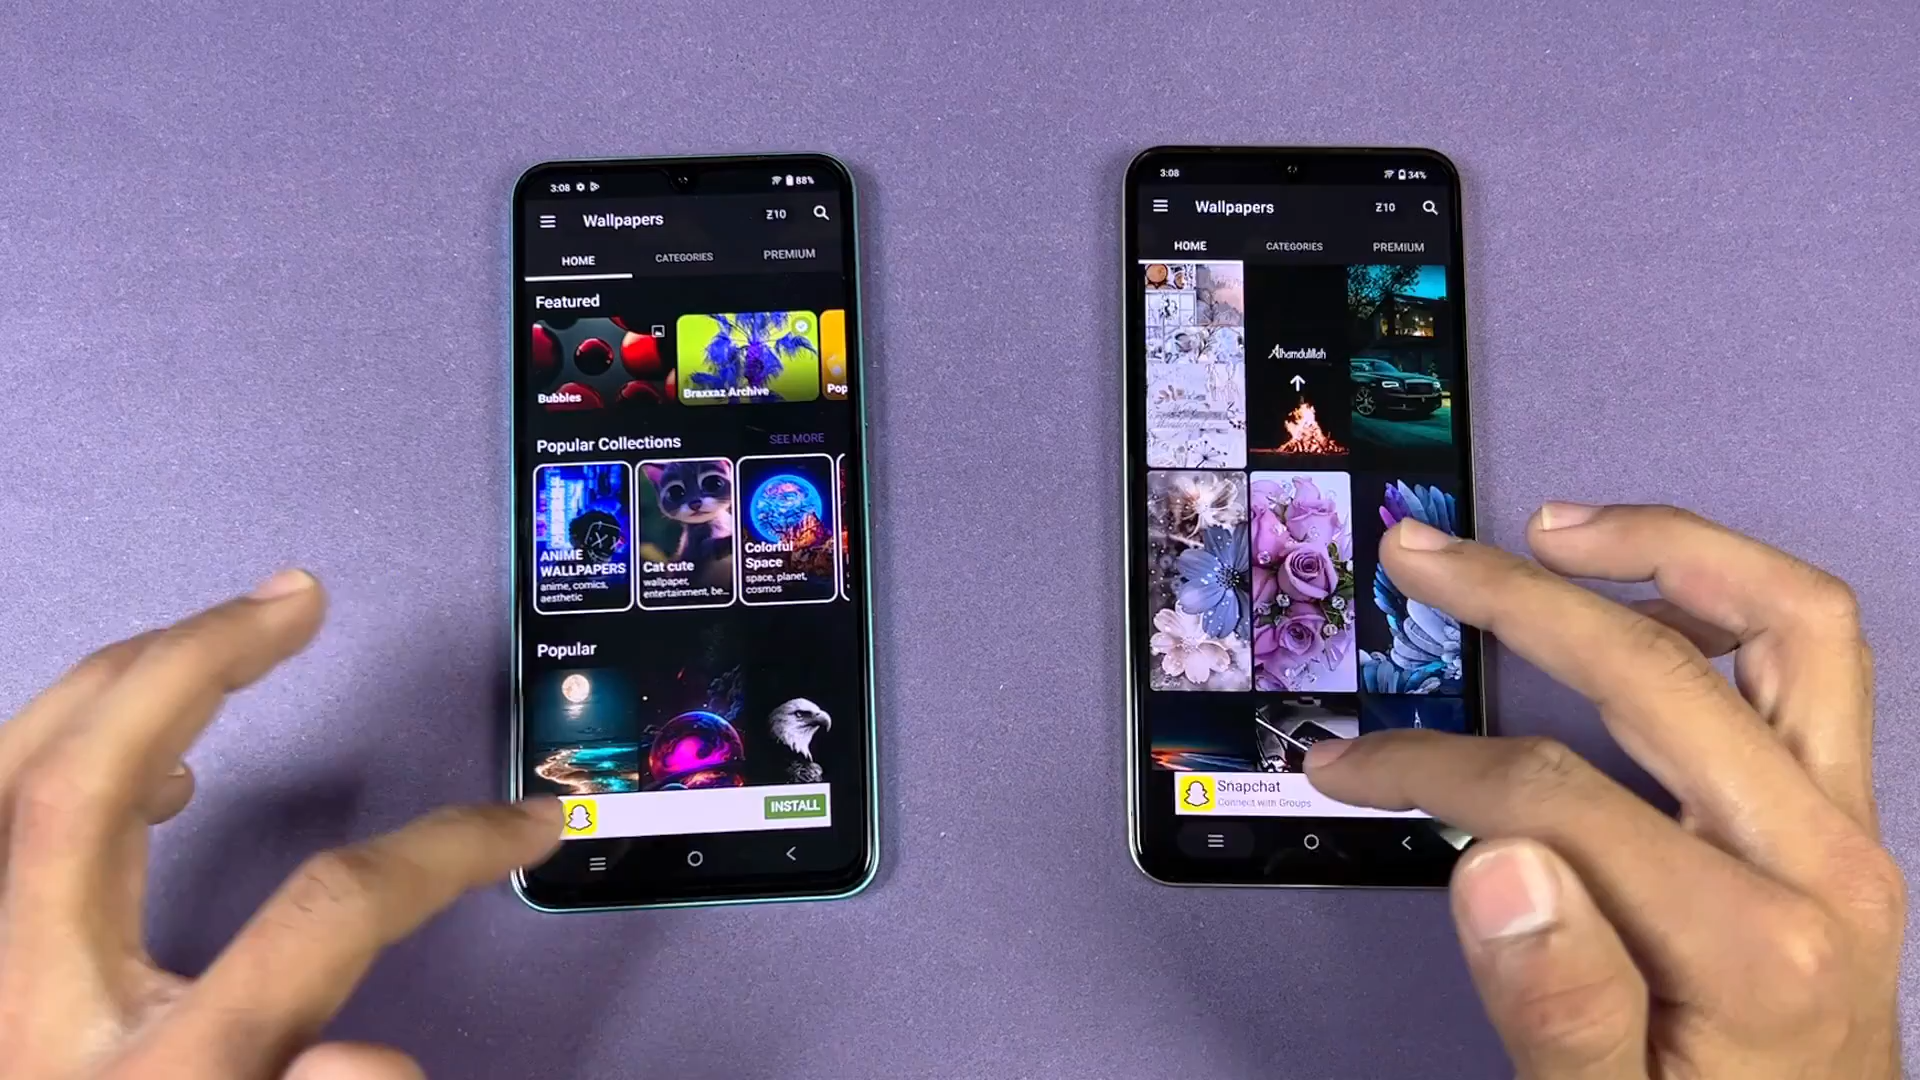 3:08
88%
Wallpapers
Z10
HOME
CATEGORIES
PREMIUM
Featured
Bubbles
Braxxaz Archive
Pop
Popular Collections
SEE MORE
ANIME
WALLPAPERS
anime, comics,
aesthetic
Cat cute
wallpaper,
entertainment, be...
Colorful
Space
space, planet,
cosmos
Popular
INSTALL
3:08
34%
Wallpapers
Z10
HOME
CATEGORIES
PREMIUM
Alhamdulillah
Snapchat
Connect with Groups